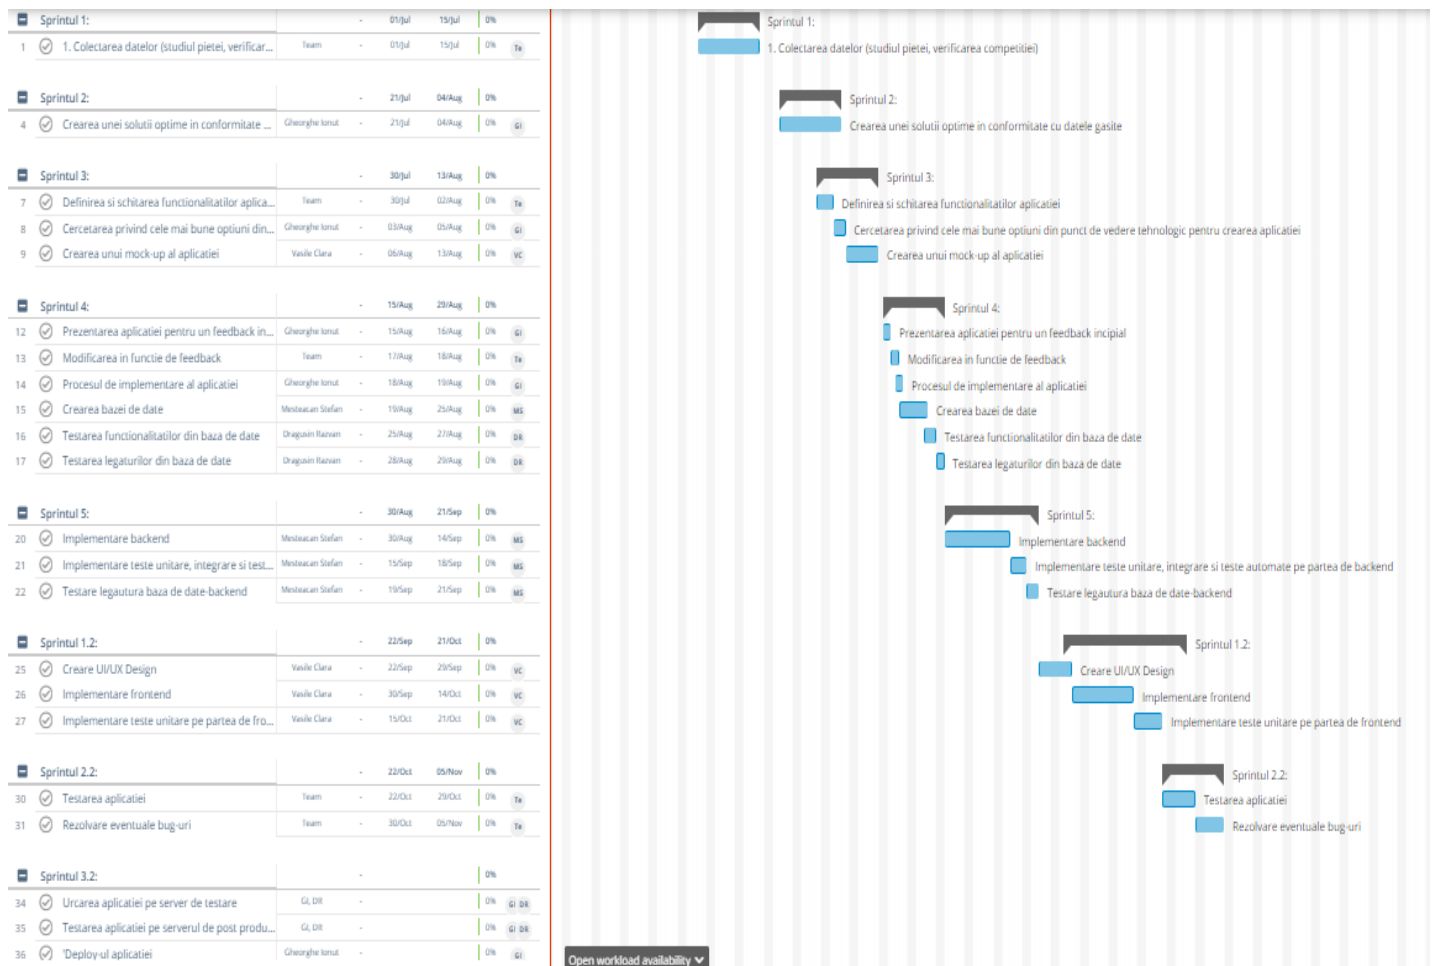 Sprintul 1: - 01/Jul 15/Jul 0% Sprintul 1:
1 1. Colectarea datelor (studiul pietei, verificar... Team - 01/Jul 15/Jul 0% Te 1. Colectarea datelor (studiul pietei, verificarea competitiei)
Sprintul 2: - 21/Jul 04/Aug 0% Sprintul 2:
4 Crearea unei solutii optime in conformitate ... Gheorghe Ionut - 21/Jul 04/Aug 0% GI Crearea unei solutii optime in conformitate cu datele gasite
Sprintul 3: - 30/Jul 13/Aug 0% Sprintul 3:
7 Definirea si schitarea functionalitatilor aplica... Team - 30/Jul 02/Aug 0% Te Definirea si schitarea functionalitatilor aplicatiei
8 Cercetarea privind cele mai bune optiuni din... Gheorghe Ionut - 03/Aug 05/Aug 0% GI Cercetarea privind cele mai bune optiuni din punct de vedere tehnologic pentru crearea aplicatiei
9 Crearea unui mock-up al aplicatiei Vasile Clara - 06/Aug 13/Aug 0% VC Crearea unui mock-up al aplicatiei
Sprintul 4: - 15/Aug 29/Aug 0% Sprintul 4:
12 Prezentarea aplicatiei pentru un feedback in... Gheorghe Ionut - 15/Aug 16/Aug 0% GI Prezentarea aplicatiei pentru un feedback incipial
13 Modificarea in functie de feedback Team - 17/Aug 18/Aug 0% Te Modificarea in functie de feedback
14 Procesul de implementare al aplicatiei Gheorghe Ionut - 18/Aug 19/Aug 0% GI Procesul de implementare al aplicatiei
15 Crearea bazei de date Mesteacan Stefan - 19/Aug 25/Aug 0% MS Crearea bazei de date
16 Testarea functionalitatilor din baza de date Dragusin Razvan - 25/Aug 27/Aug 0% DR Testarea functionalitatilor din baza de date
17 Testarea legaturilor din baza de date Dragusin Razvan - 28/Aug 29/Aug 0% DR Testarea legaturilor din baza de date
Sprintul 5: - 30/Aug 21/Sep 0% Sprintul 5:
20 Implementare backend Mesteacan Stefan - 30/Aug 14/Sep 0% MS Implementare backend
21 Implementare teste unitare, integrare si test... Mesteacan Stefan - 15/Sep 18/Sep 0% MS Implementare teste unitare, integrare si teste automate pe partea de backend
22 Testare legautura baza de date-backend Mesteacan Stefan - 19/Sep 21/Sep 0% MS Testare legautura baza de date-backend
Sprintul 1.2: - 22/Sep 21/Oct 0% Sprintul 1.2:
25 Creare UI/UX Design Vasile Clara - 22/Sep 29/Sep 0% VC Creare UI/UX Design
26 Implementare frontend Vasile Clara - 30/Sep 14/Oct 0% VC Implementare frontend
27 Implementare teste unitare pe partea de fro... Vasile Clara - 15/Oct 21/Oct 0% VC Implementare teste unitare pe partea de frontend
Sprintul 2.2: - 22/Oct 05/Nov 0% Sprintul 2.2:
30 Testarea aplicatiei Team - 22/Oct 29/Oct 0% Te Testarea aplicatiei
31 Rezolvare eventuale bug-uri Team - 30/Oct 05/Nov 0% Te Rezolvare eventuale bug-uri
Sprintul 3.2: - 0%
34 Urcarea aplicatiei pe server de testare GI, DR - 0% GI DR
35 Testarea aplicatiei pe serverul de post produ... GI, DR - 0% GI DR
36 'Deploy-ul aplicatiei Gheorghe Ionut - 0% GI
Open workload availability